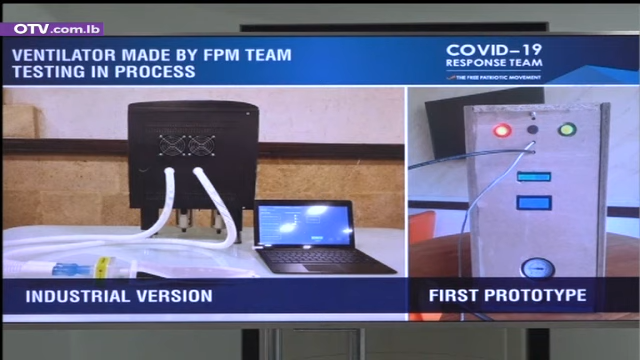 OTV.com.lb
VENTILATOR MADE BY FPM TEAM
TESTING IN PROCESS
COVID-19
RESPONSE TEAM
THE FREE PATRIOTIC MOVEMENT
INDUSTRIAL VERSION
FIRST PROTOTYPE